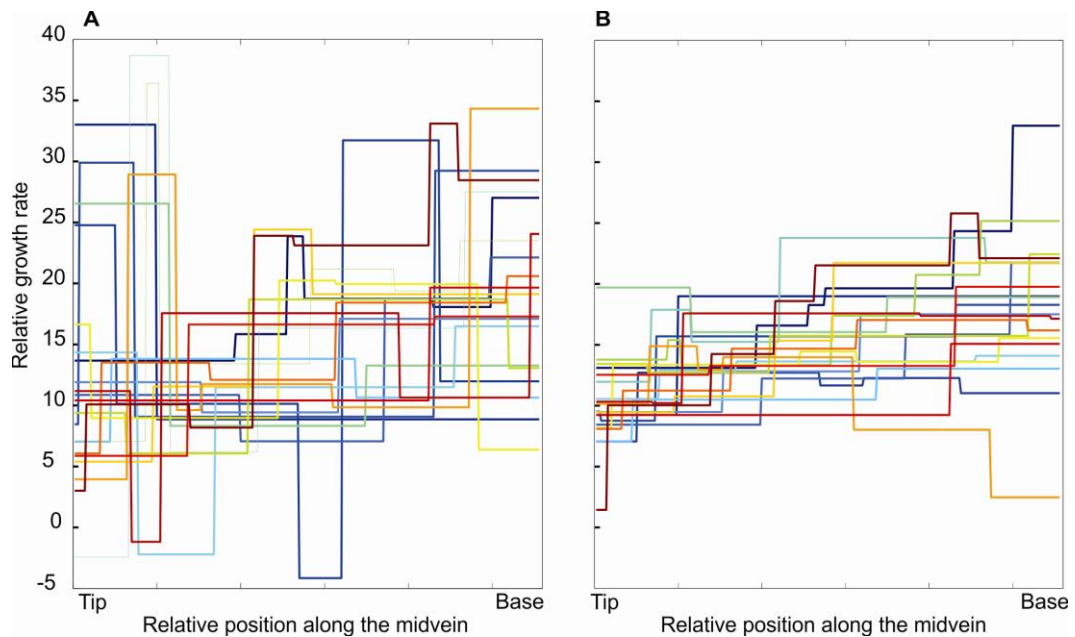 A
B
Relative growth rate
40
35
30
25
20
15
10
5
0
-5
Tip
Base
Tip
Base
Relative position along the midvein
Relative position along the midvein